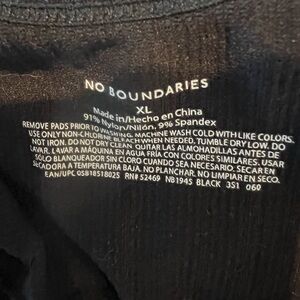 NO BOUNDARIES
XL
Made in/Hecho en China
91% Nylon/Nilón. 9% Spandex
REMOVE PADS PRIOR TO WASHING. MACHINE WASH COLD WITH LIKE COLORS.
USE ONLY NON-CHLORINE BLEACH WHEN NEEDED. TUMBLE DRY LOW. DO
NOT IRON. DO NOT DRY CLEAN. QUITAR LAS ALMOHADILLAS ANTES DE
LAVAR. LAVAR A MÁQUINA EN AGUA FRÍA CON COLORES SIMILARES. USAR
SOLO BLANQUEADOR SIN CLORO CUANDO SEA NECESARIO. SECAR EN
SECADORA A TEMPERATURA BAJA. NO PLANCHAR. NO LIMPIAR EN SECO.
EAN/UPC 058818518025 RN# 52469 NB1945 BLACK 3S1 060